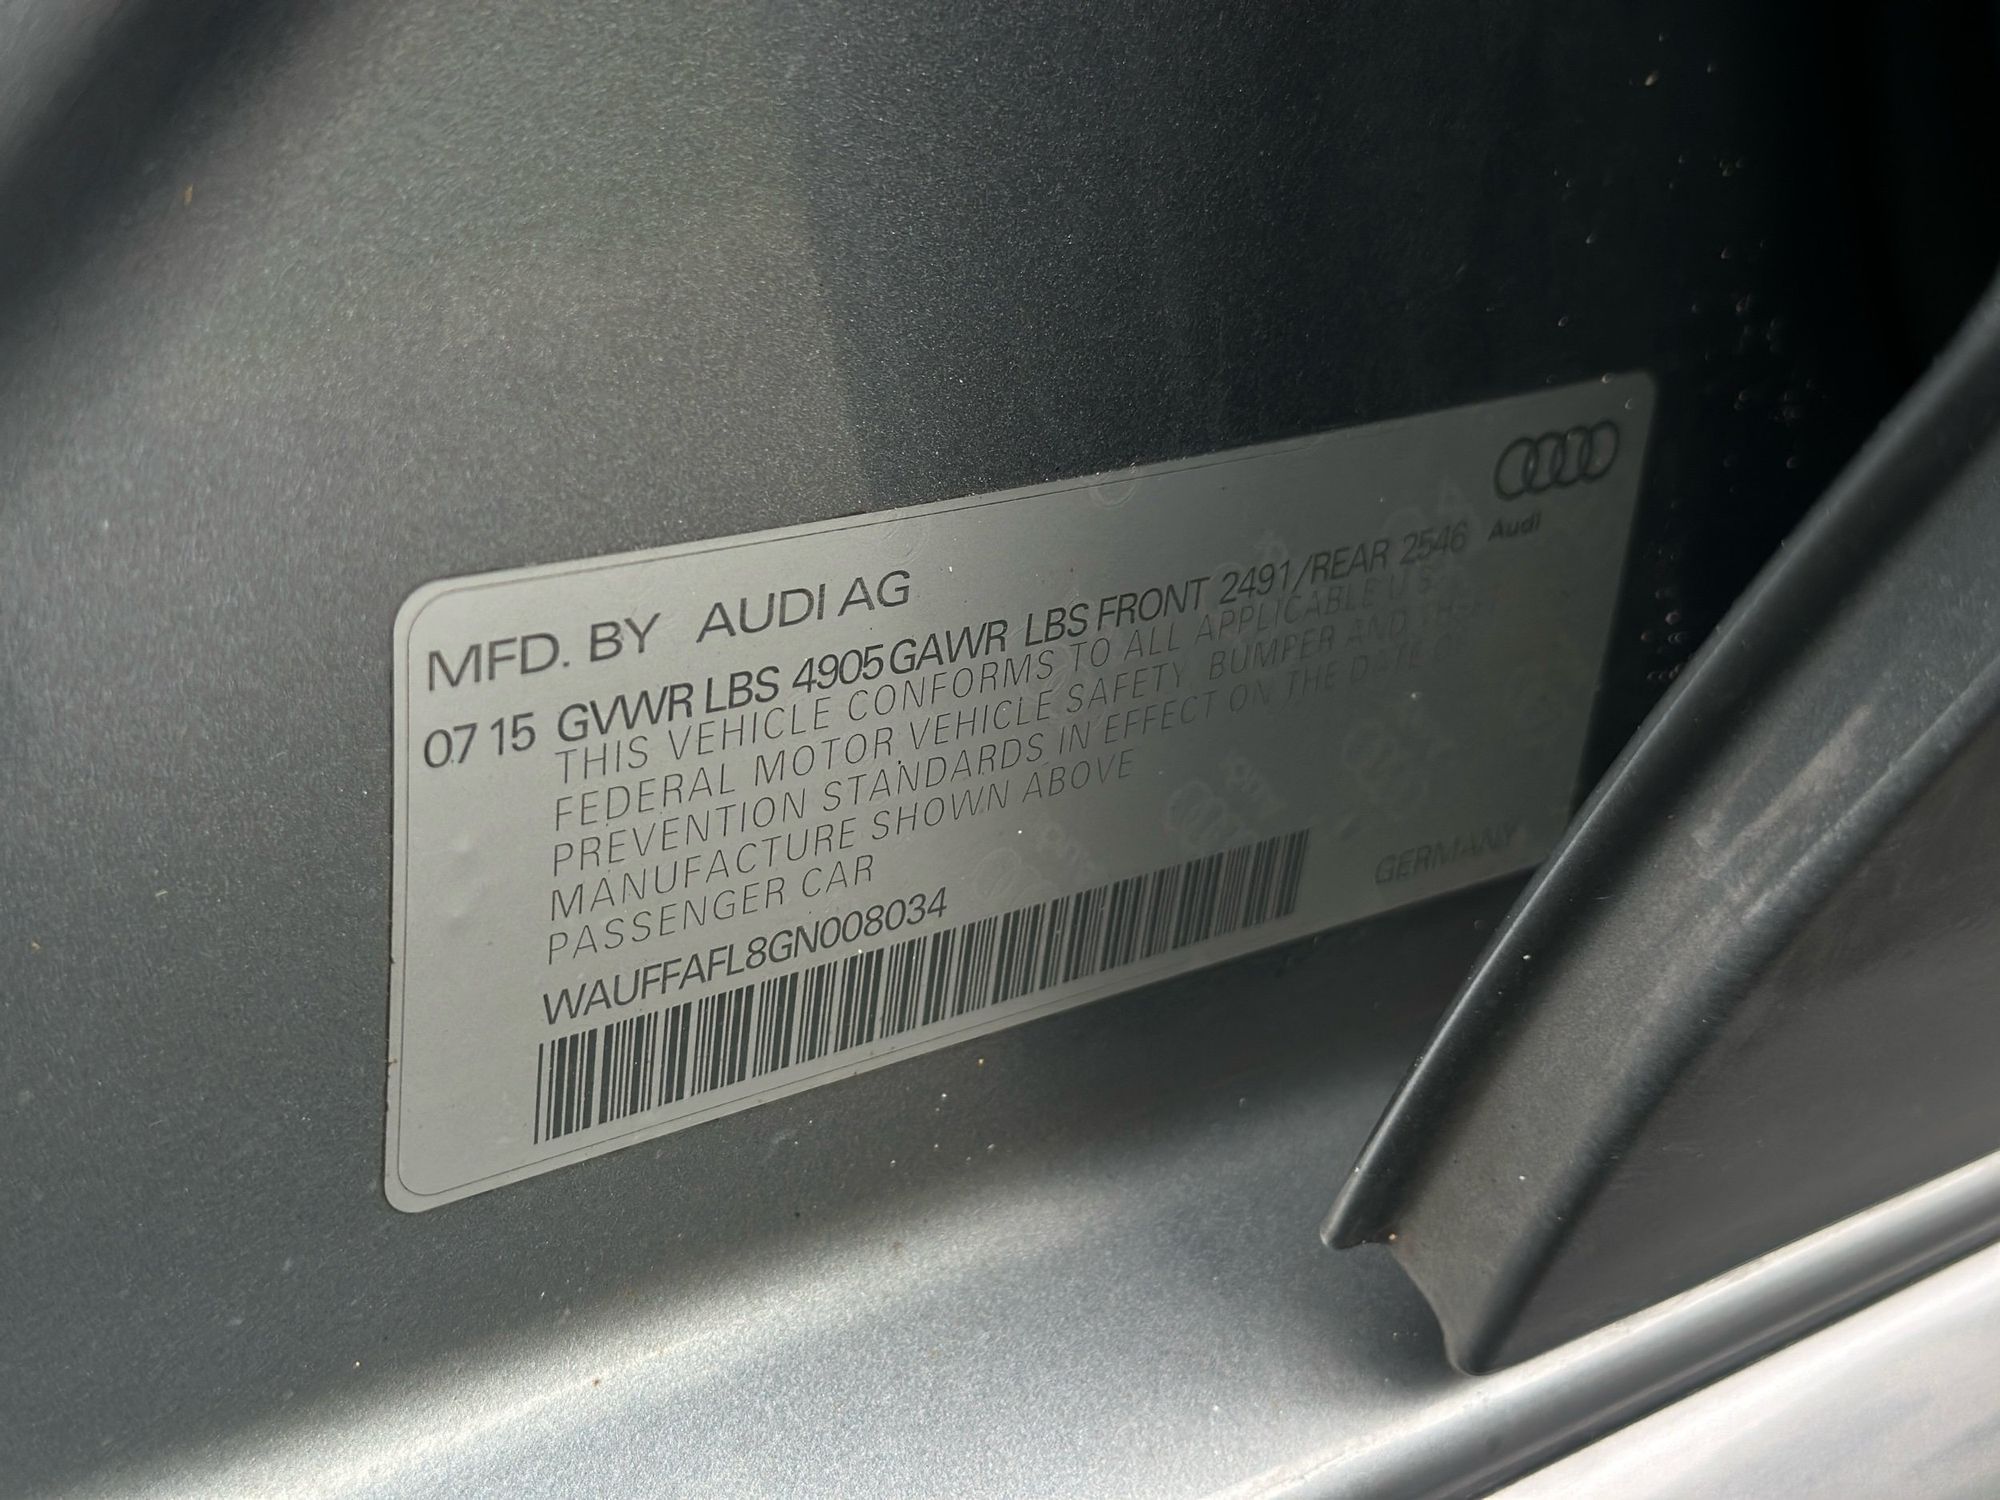 Audi
MFD. BY AUDI AG
07 15 GVWR LBS 4905 GAWR LBS FRONT 2491/REAR 2546
THIS VEHICLE CONFORMS TO ALL APPLICABLE U.S.
FEDERAL MOTOR VEHICLE SAFETY BUMPER AND THEFT
PREVENTION STANDARDS IN EFFECT ON THE DATE OF
MANUFACTURE SHOWN ABOVE
PASSENGER CAR
WAUFFAFL8GN008034
GERMANY